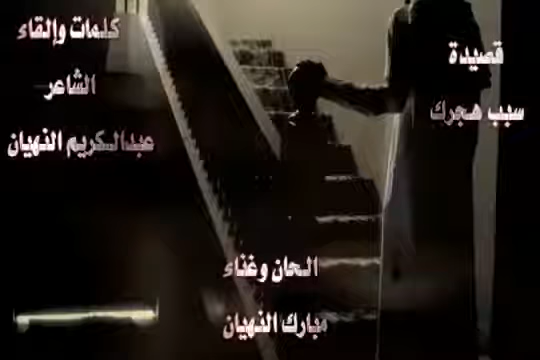 قصيدة
سبب هجرك
كلمات وإلقاء
الشاعر
عبدالكريم النهيان
الحان وغناء
مبارك النهيان